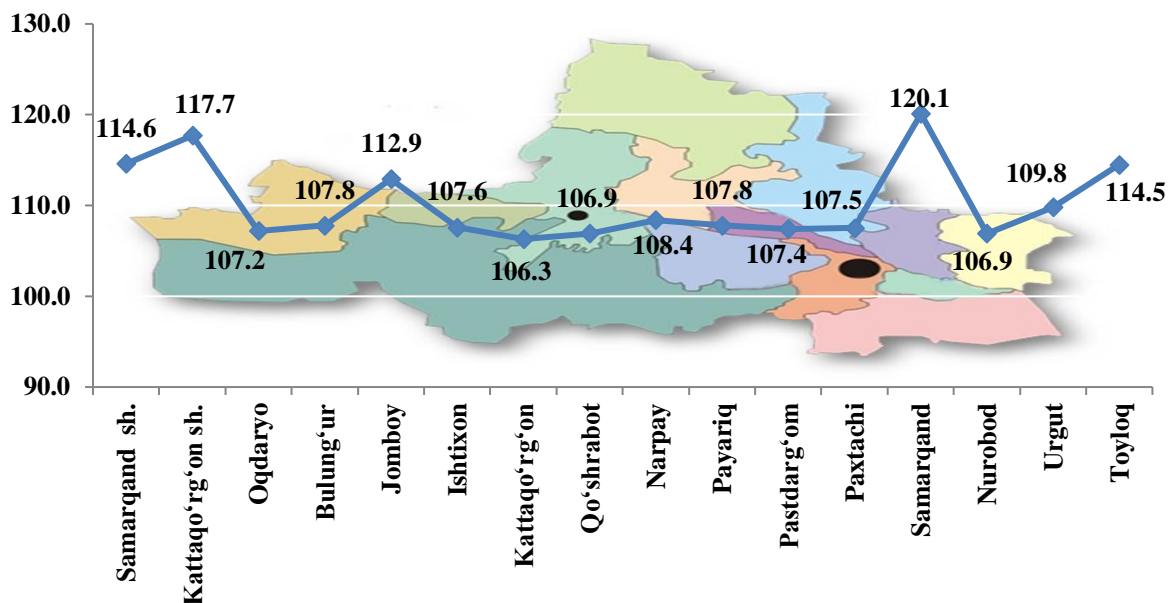 130.0
120.0
110.0
100.0
90.0
114.6
117.7
107.2
107.8
112.9
107.6
106.3
106.9
108.4
107.8
107.4
107.5
120.1
106.9
109.8
114.5
Samarqand sh.
Kattaqo‘rg‘on sh.
Oqdaryo
Bulung‘ur
Jomboy
Ishtixon
Kattaqo‘rg‘on
Qo‘shrabot
Narpay
Payariq
Pastdarg‘om
Paxtachi
Samarqand
Nurobod
Urgut
Toyloq